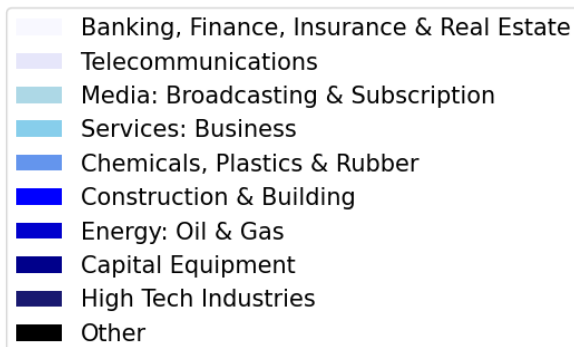 Banking, Finance, Insurance & Real Estate
Telecommunications
Media: Broadcasting & Subscription
Services: Business
Chemicals, Plastics & Rubber
Construction & Building
Energy: Oil & Gas
Capital Equipment
High Tech Industries
Other